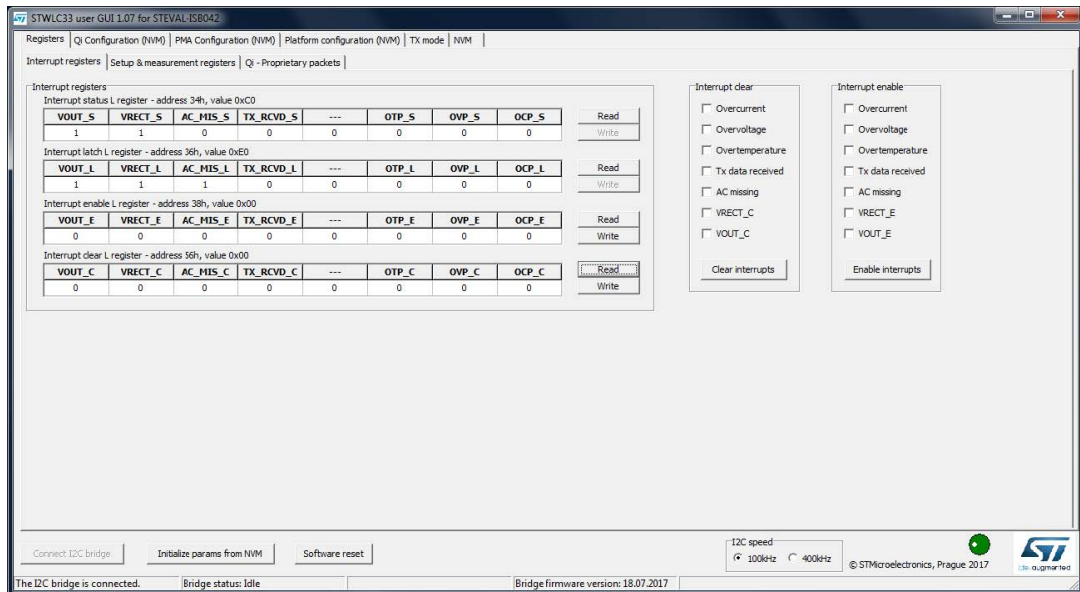 STWLC33 user GUI 1.07 for STEVAL-ISB042
Registers Qi Configuration (NVM) PMA Configuration (NVM) Platform configuration (NVM) TX mode NVM
Interrupt registers Setup & measurement registers Qi - Proprietary packets
Interrupt registers
Interrupt status L register - address 34h, value 0xC0
VOUT_S VRECT_S AC_MIS_S TX_RCVD_S --- OTP_S OVP_S OCP_S Read
1 1 0 0 0 0 0 0 Write
Interrupt latch L register - address 36h, value 0xE0
VOUT_L VRECT_L AC_MIS_L TX_RCVD_L --- OTP_L OVP_L OCP_L Read
1 1 1 0 0 0 0 0 Write
Interrupt enable L register - address 38h, value 0x00
VOUT_E VRECT_E AC_MIS_E TX_RCVD_E --- OTP_E OVP_E OCP_E Read
0 0 0 0 0 0 0 0 Write
Interrupt clear L register - address 56h, value 0x00
VOUT_C VRECT_C AC_MIS_C TX_RCVD_C --- OTP_C OVP_C OCP_C Read
0 0 0 0 0 0 0 0 Write
Interrupt clear
Overcurrent
Overvoltage
Overtemperature
Tx data received
AC missing
VRECT_C
VOUT_C
Clear interrupts
Interrupt enable
Overcurrent
Overvoltage
Overtemperature
Tx data received
AC missing
VRECT_E
VOUT_E
Enable interrupts
Connect I2C bridge Initialize params from NVM Software reset
I2C speed
100kHz 400kHz
© STMicroelectronics, Prague 2017
ST
life.augmented
The I2C bridge is connected. Bridge status: Idle Bridge firmware version: 18.07.2017